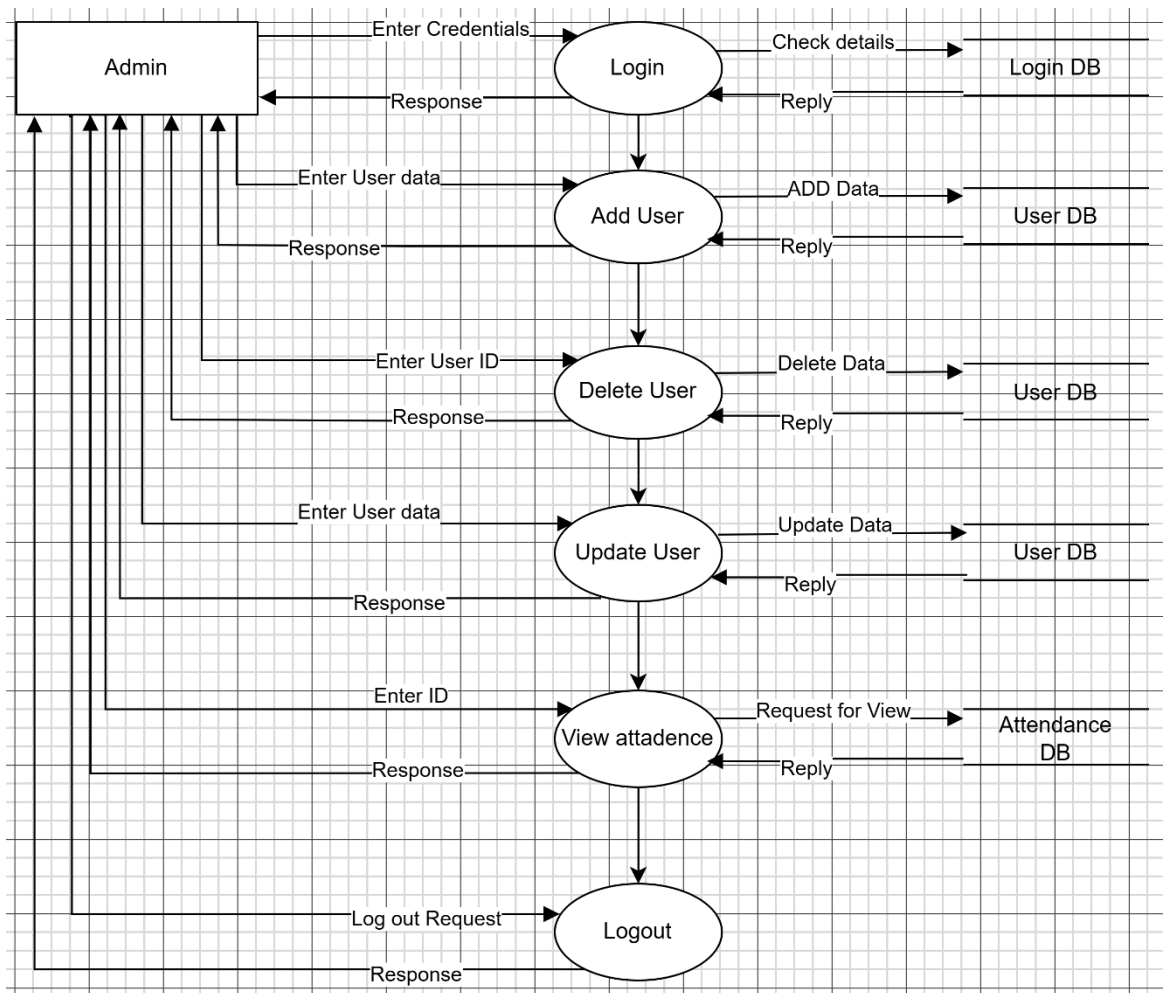 Enter Credentials
Check details
Admin
Login
Login DB
Response
Reply
Enter User data
ADD Data
Add User
User DB
Response
Reply
Enter User ID
Delete Data
Delete User
User DB
Response
Reply
Enter User data
Update Data
Update User
User DB
Reply
Response
Enter ID
Request for View
View attadence
Attendance
DB
Response
Reply
Log out Request
Logout
Response